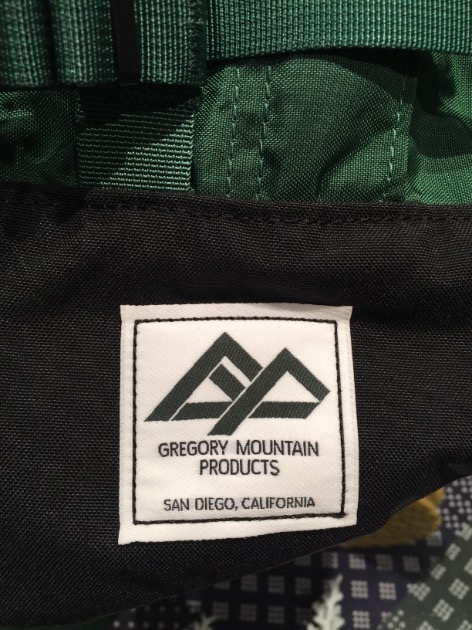 GREGORY MOUNTAIN
PRODUCTS
SAN DIEGO, CALIFORNIA